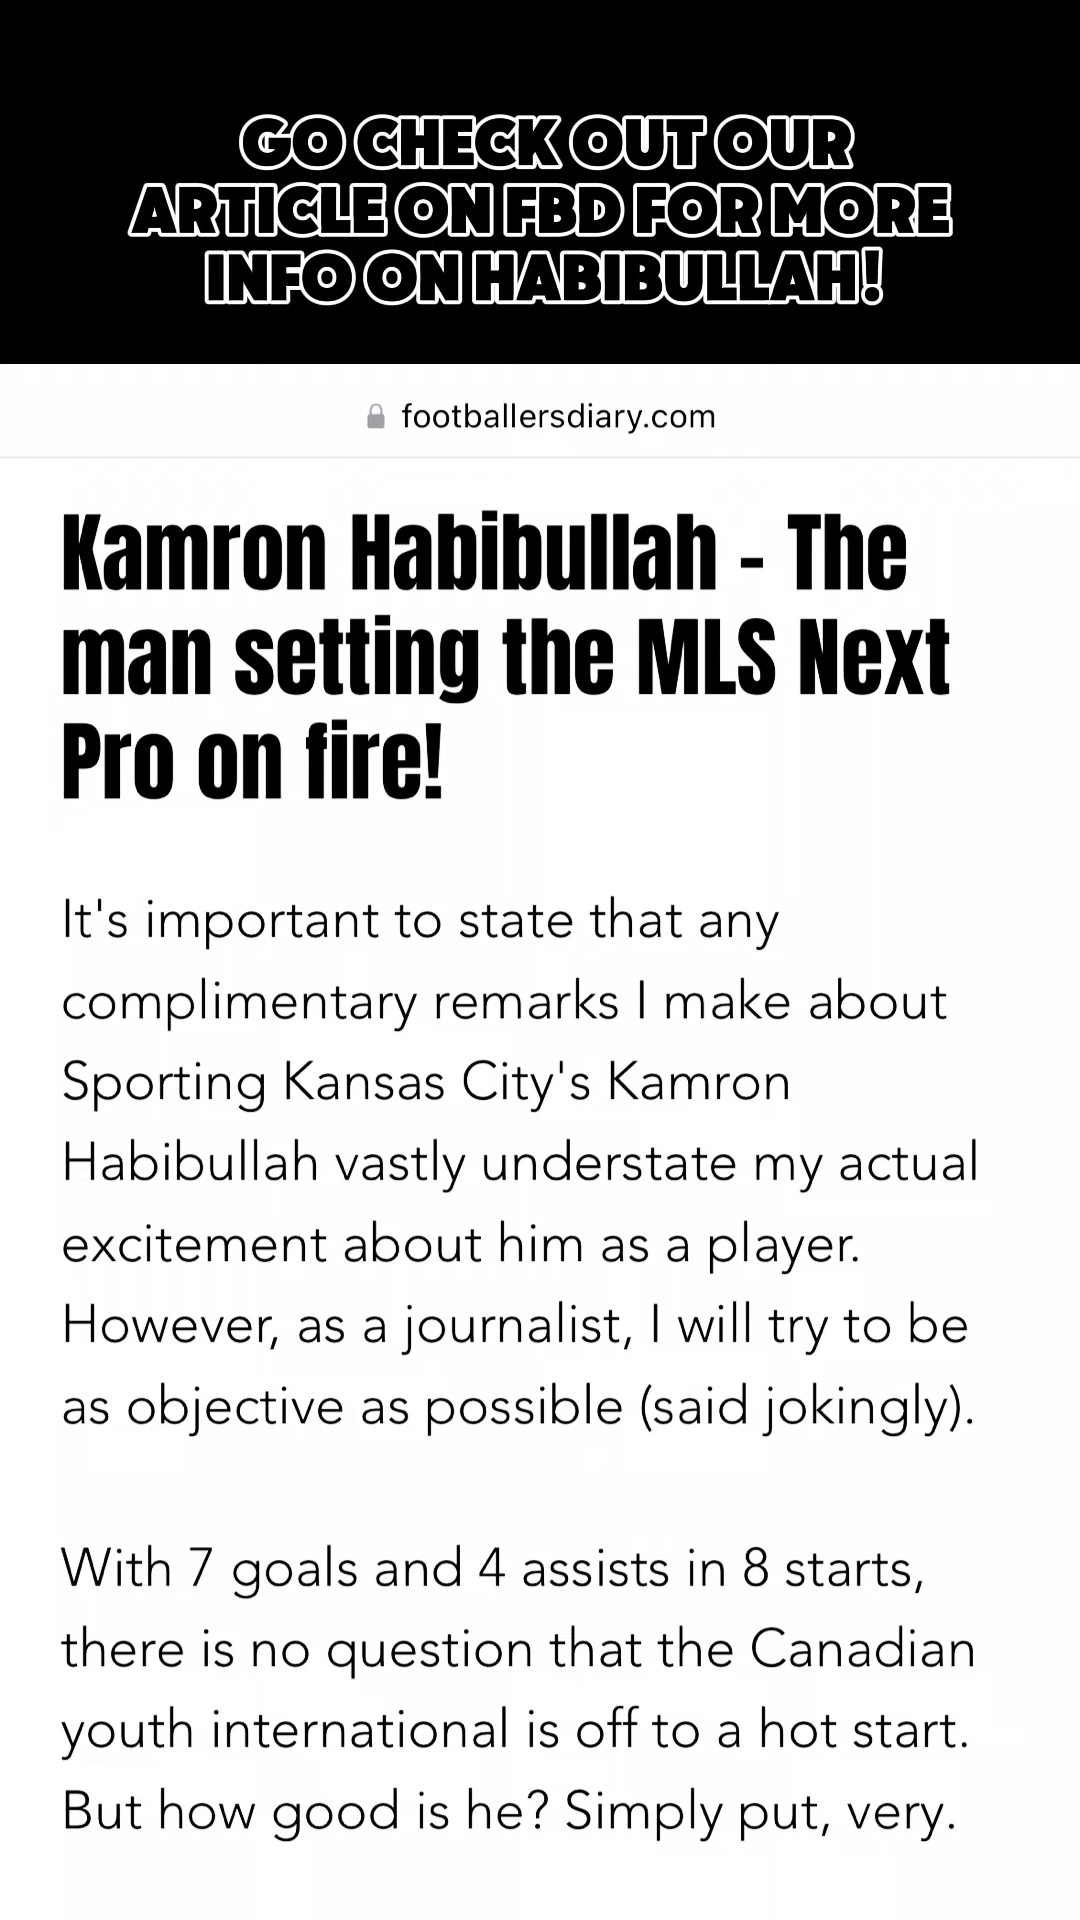 GO CHECK OUT OUR
ARTICLE ON FBD FOR MORE
INFO ON HABIBULLAH!
footballersdiary.com
Kamron Habibullah - The
man setting the MLS Next
Pro on fire!
It's important to state that any
complimentary remarks I make about
Sporting Kansas City's Kamron
Habibullah vastly understate my actual
excitement about him as a player.
However, as a journalist, I will try to be
as objective as possible (said jokingly).
With 7 goals and 4 assists in 8 starts,
there is no question that the Canadian
youth international is off to a hot start.
But how good is he? Simply put, very.